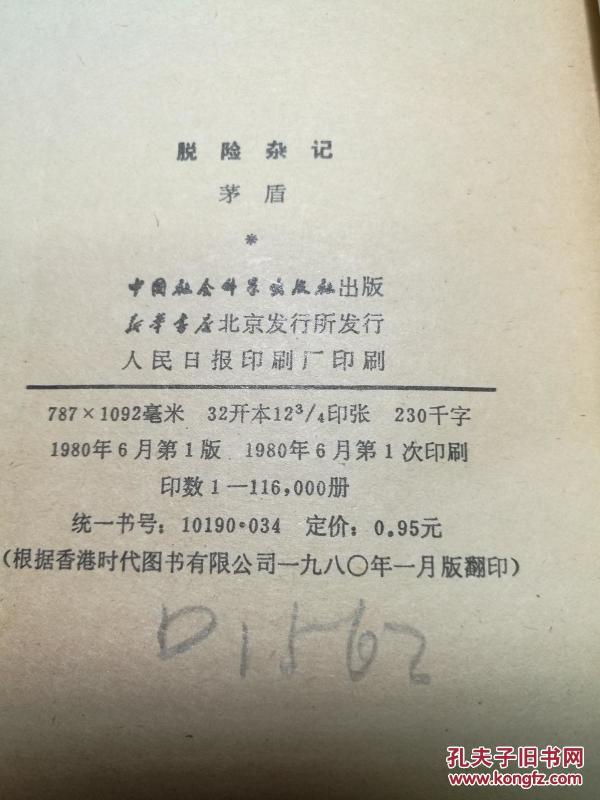 脱险杂记
茅盾
*
中国社会科学出版社出版
新华书店北京发行所发行
人民日报印刷厂印刷
787×1092毫米 32开本12³/₄印张 230千字
1980年6月第1版 1980年6月第1次印刷
印数1—116,000册
统一书号：10190·034 定价：0.95元
（根据香港时代图书有限公司一九八〇年一月版翻印）
D1562
孔夫子旧书网
www.kongfz.com